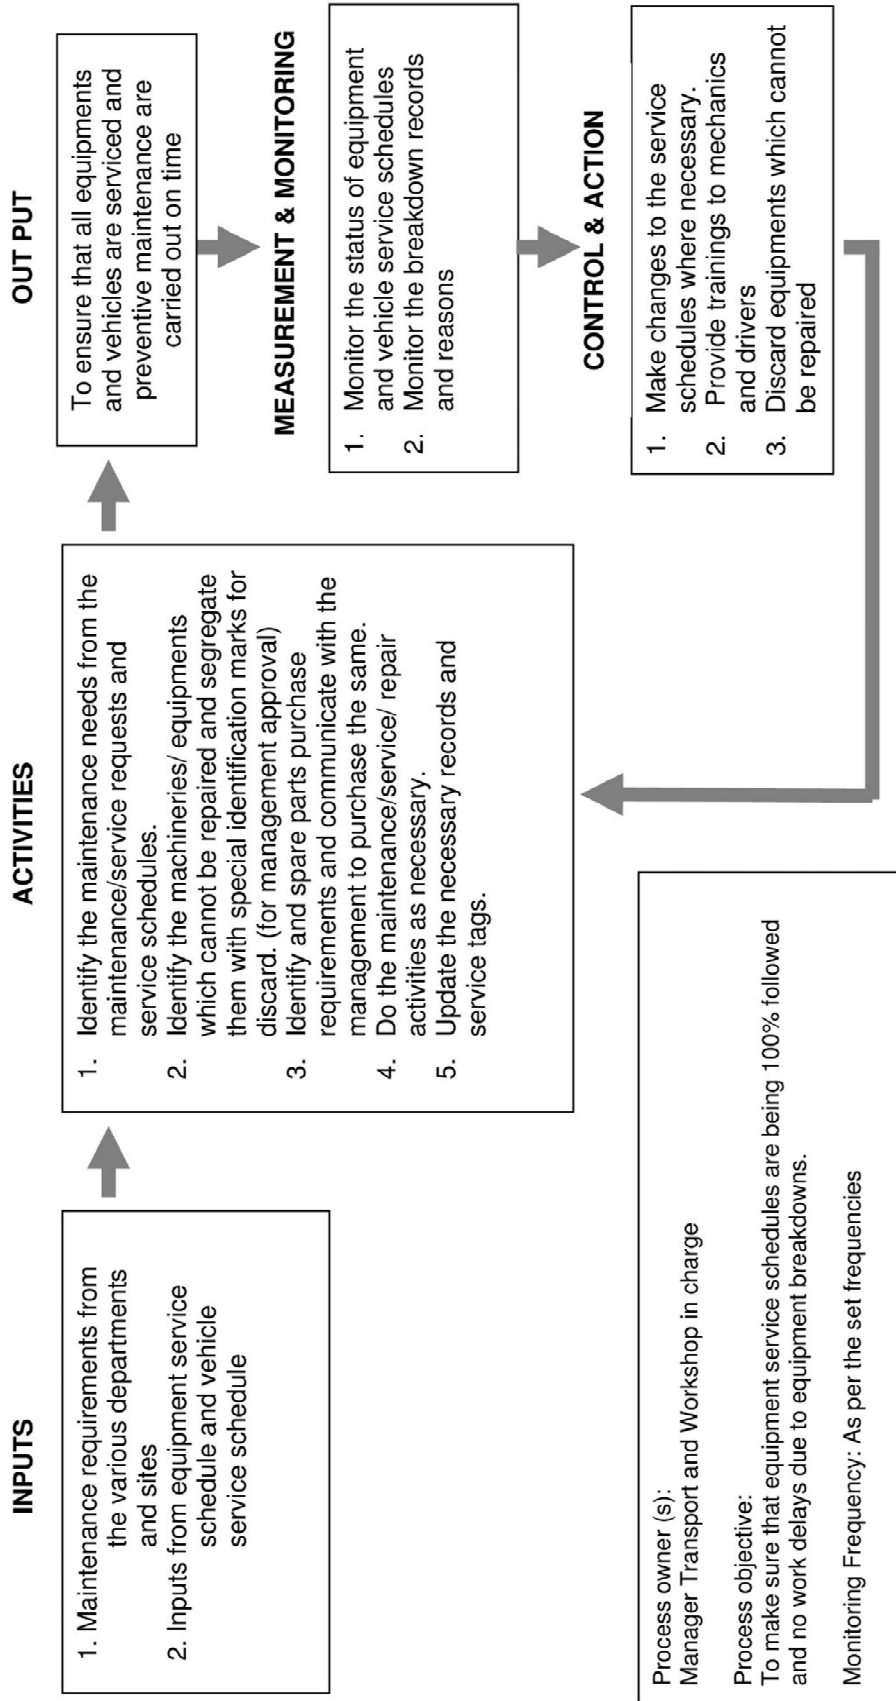 INPUTS
1. Maintenance requirements from
the various departments
and sites
2. Inputs from equipment service
schedule and vehicle
service schedule
ACTIVITIES
1. Identify the maintenance needs from the
maintenance/service requests and
service schedules.
2. Identify the machineries/ equipments
which cannot be repaired and segregate
them with special identification marks for
discard. (for management approval)
3. Identify and spare parts purchase
requirements and communicate with the
management to purchase the same.
4. Do the maintenance/service/ repair
activities as necessary.
5. Update the necessary records and
service tags.
OUT PUT
To ensure that all equipments
and vehicles are serviced and
preventive maintenance are
carried out on time
MEASUREMENT & MONITORING
1. Monitor the status of equipment
and vehicle service schedules
2. Monitor the breakdown records
and reasons
CONTROL & ACTION
1. Make changes to the service
schedules where necessary.
2. Provide trainings to mechanics
and drivers
3. Discard equipments which cannot
be repaired
Process owner (s):
Manager Transport and Workshop in charge
Process objective:
To make sure that equipment service schedules are being 100% followed
and no work delays due to equipment breakdowns.
Monitoring Frequency: As per the set frequencies